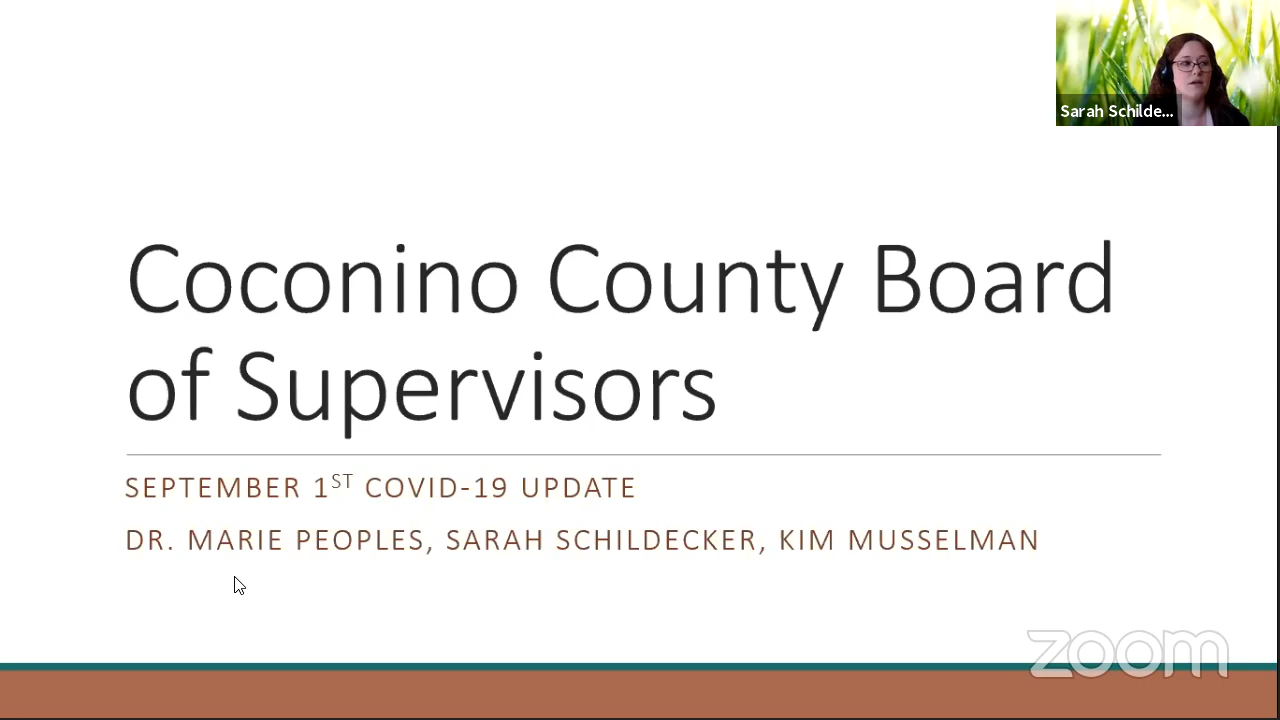 Sarah Schilde...
Coconino County Board
of Supervisors
SEPTEMBER 1ST COVID-19 UPDATE
DR. MARIE PEOPLES, SARAH SCHILDECKER, KIM MUSSELMAN
zoom